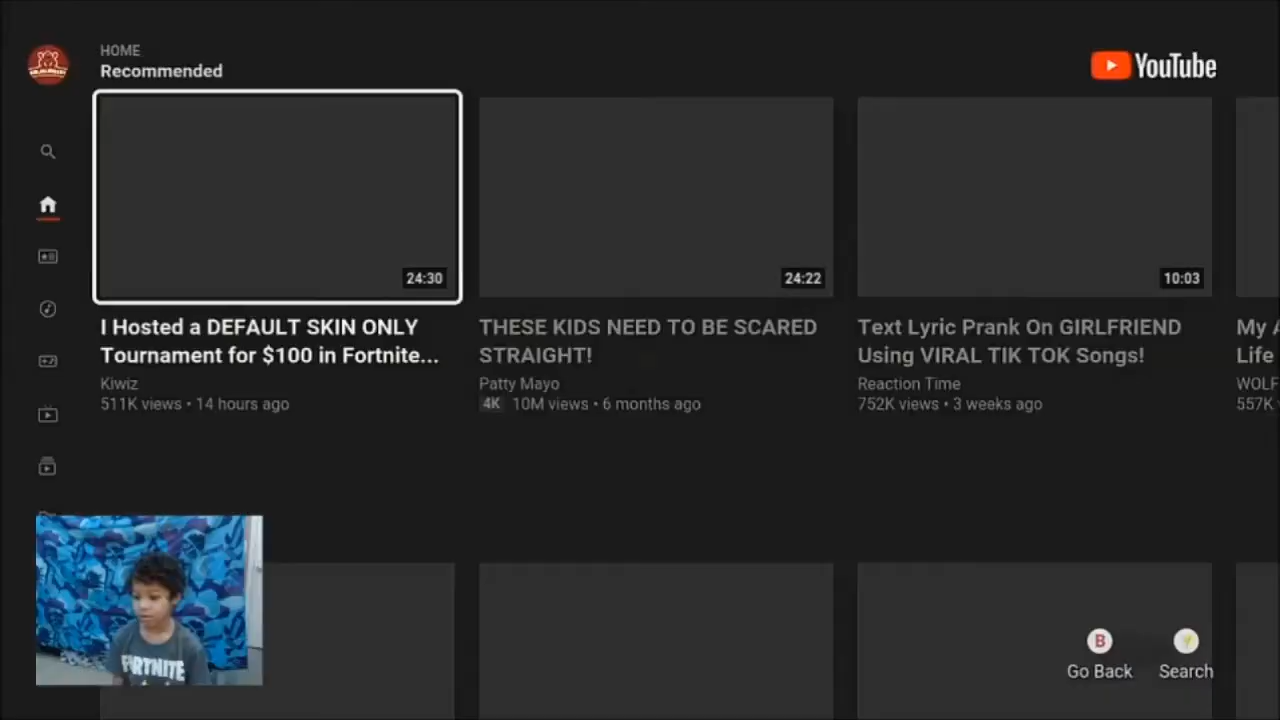 HOME
Recommended
YouTube
24:30
24:22
10:03
I Hosted a DEFAULT SKIN ONLY
Tournament for $100 in Fortnite...
Kiwiz
511K views • 14 hours ago
THESE KIDS NEED TO BE SCARED
STRAIGHT!
Patty Mayo
4K 10M views • 6 months ago
Text Lyric Prank On GIRLFRIEND
Using VIRAL TIK TOK Songs!
Reaction Time
752K views • 3 weeks ago
My
Life
WOLF
557K
FORTNITE
B
Y
Go Back
Search